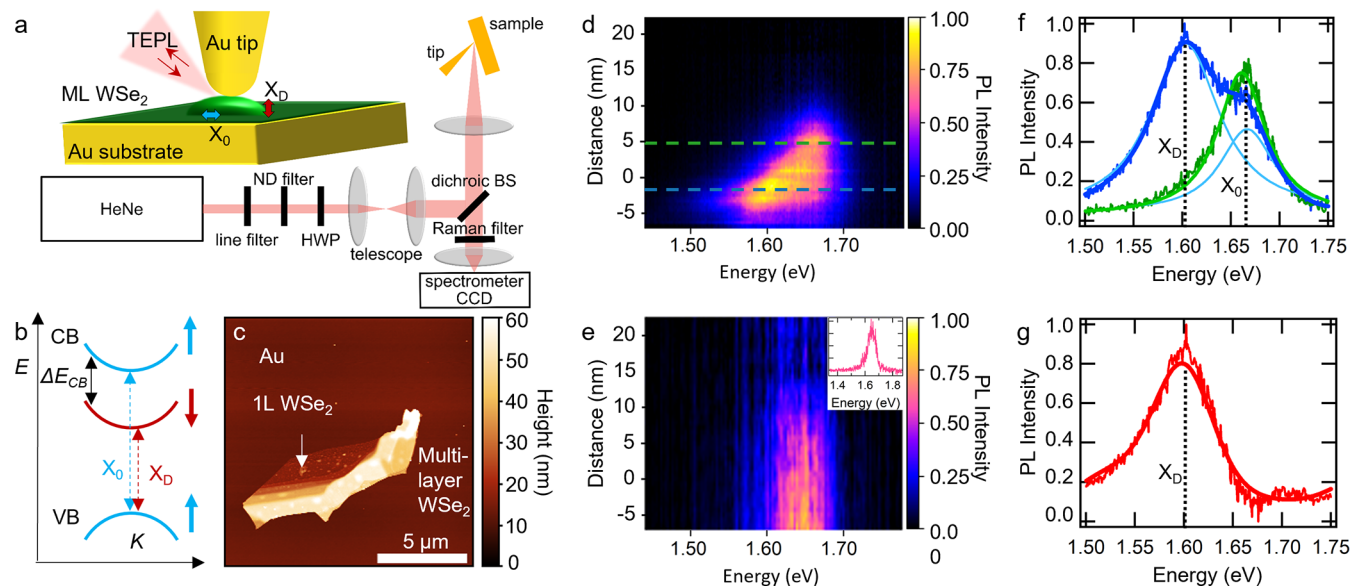 a
TEPL
Au tip
ML WSe2
XD
X0
Au substrate
sample
tip
HeNe
ND filter
line filter
HWP
telescope
dichroic BS
Raman filter
spectrometer
CCD
b
E
CB
ΔECB
X0
XD
VB
K
c
Au
1L WSe2
Multi-
layer
WSe2
5 µm
60
50
40
30
20
10
0
Height (nm)
d
20
15
10
5
0
-5
Distance (nm)
1.50
1.60
1.70
Energy (eV)
1.00
0.75
0.50
0.25
0.00
PL Intensity
e
20
15
10
5
0
-5
Distance (nm)
1.50
1.60
1.70
Energy (eV)
1.4
1.6
1.8
Energy (eV)
1.00
0.75
0.50
0.25
0.00
0
PL Intensity
f
1.0
0.8
0.6
0.4
0.2
0.0
PL Intensity
XD
X0
1.50
1.55
1.60
1.65
1.70
1.75
Energy (eV)
g
1.0
0.8
0.6
0.4
0.2
0.0
PL Intensity
XD
1.50
1.55
1.60
1.65
1.70
1.75
Energy (eV)